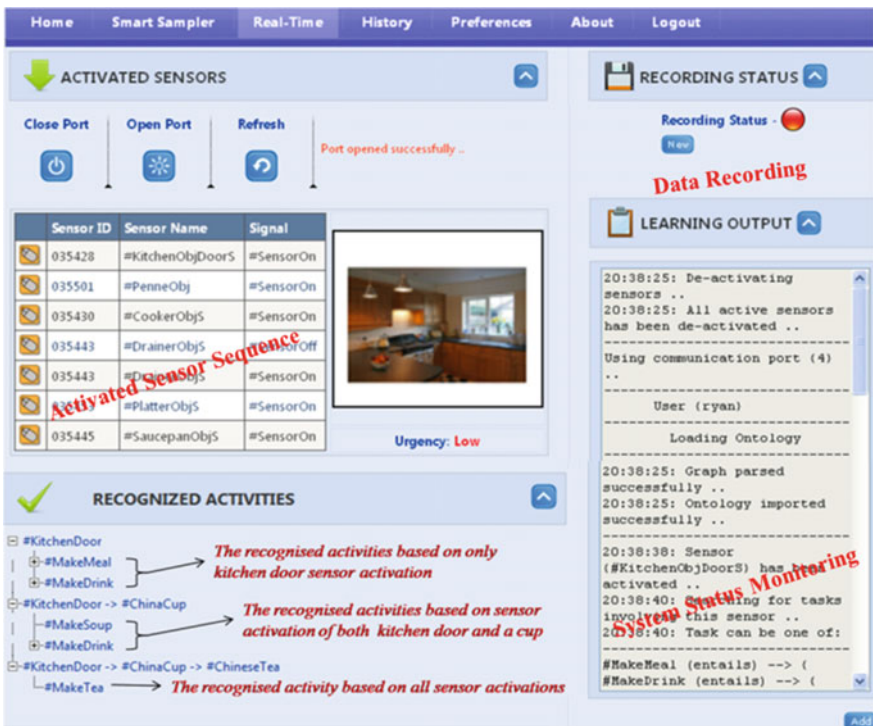 Home Smart Sampler Real-Time History Preferences About Logout
ACTIVATED SENSORS
Close Port Open Port Refresh
Port opened successfully ..
Sensor ID Sensor Name Signal
035428 #KitchenObjDoorS #SensorOn
035501 #PenneObj #SensorOn
035430 #CookerObjS #SensorOn
035443 #DrainerObjS #SensorOff
035443 #DrainerObjS #SensorOn
#PlatterObjS #SensorOn
035445 #SaucepanObjS #SensorOn
Activated Sensor Sequence
Urgency: Low
RECOGNIZED ACTIVITIES
#KitchenDoor
#MakeMeal
#MakeDrink
The recognised activities based on only
kitchen door sensor activation
#KitchenDoor -> #ChinaCup
#MakeSoup
#MakeDrink
The recognised activities based on sensor
activation of both kitchen door and a cup
#KitchenDoor -> #ChinaCup -> #ChineseTea
#MakeTea
The recognised activity based on all sensor activations
RECORDING STATUS
Recording Status -
New
Data Recording
LEARNING OUTPUT
20:38:25: De-activating
sensors ..
20:38:25: All active sensors
has been de-activated ..
Using communication port (4)
..
User (ryan)
Loading Ontology
20:38:25: Graph parsed
successfully ..
20:38:25: Ontology imported
successfully ..
20:38:38: Sensor
(#KitchenObjDoorS) has been
activated ..
20:38:40: Searching for tasks
involving this sensor ..
20:38:40: Task can be one of:
#MakeMeal (entails) --> (
#MakeDrink (entails) --> (
System Status Monitoring
Add